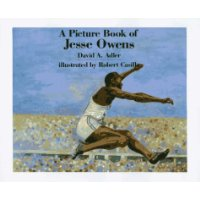 A Picture Book of
Jesse Owens
David A. Adler
illustrated by Robert Casilla